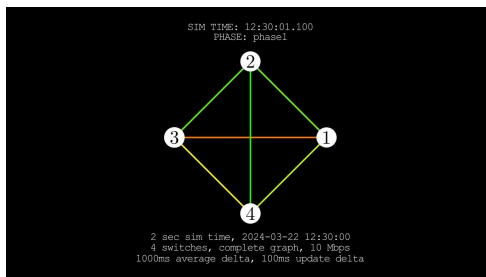 SIM TIME: 12:30:01.100
PHASE: phase1
2
3
1
4
2 sec sim time, 2024-03-22 12:30:00
4 switches, complete graph, 10 Mbps
1000ms average delta, 100ms update delta